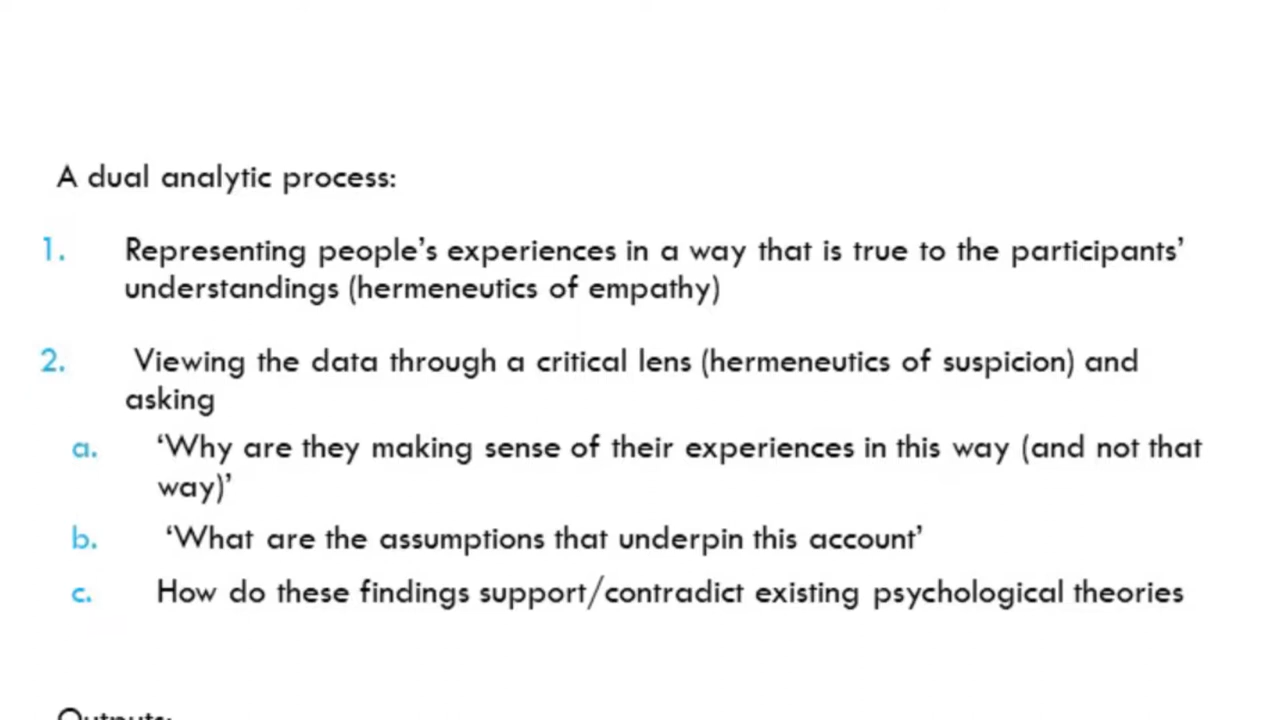 A dual analytic process:
1. Representing people’s experiences in a way that is true to the participants’
understandings (hermeneutics of empathy)
2. Viewing the data through a critical lens (hermeneutics of suspicion) and
asking
a. ‘Why are they making sense of their experiences in this way (and not that
way)’
b. ‘What are the assumptions that underpin this account’
c. How do these findings support/contradict existing psychological theories
Outputs: